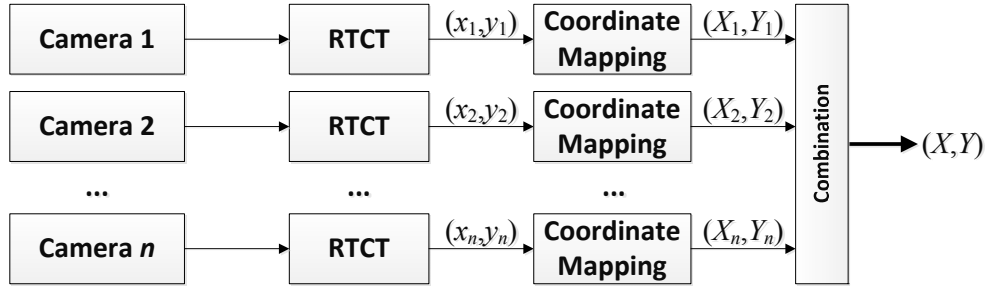 Camera 1
RTCT
(x₁,y₁)
Coordinate
Mapping
(X₁,Y₁)
Camera 2
RTCT
(x₂,y₂)
Coordinate
Mapping
(X₂,Y₂)
... ... ...
Camera n
RTCT
(xₙ,yₙ)
Coordinate
Mapping
(Xₙ,Yₙ)
Combination
(X,Y)